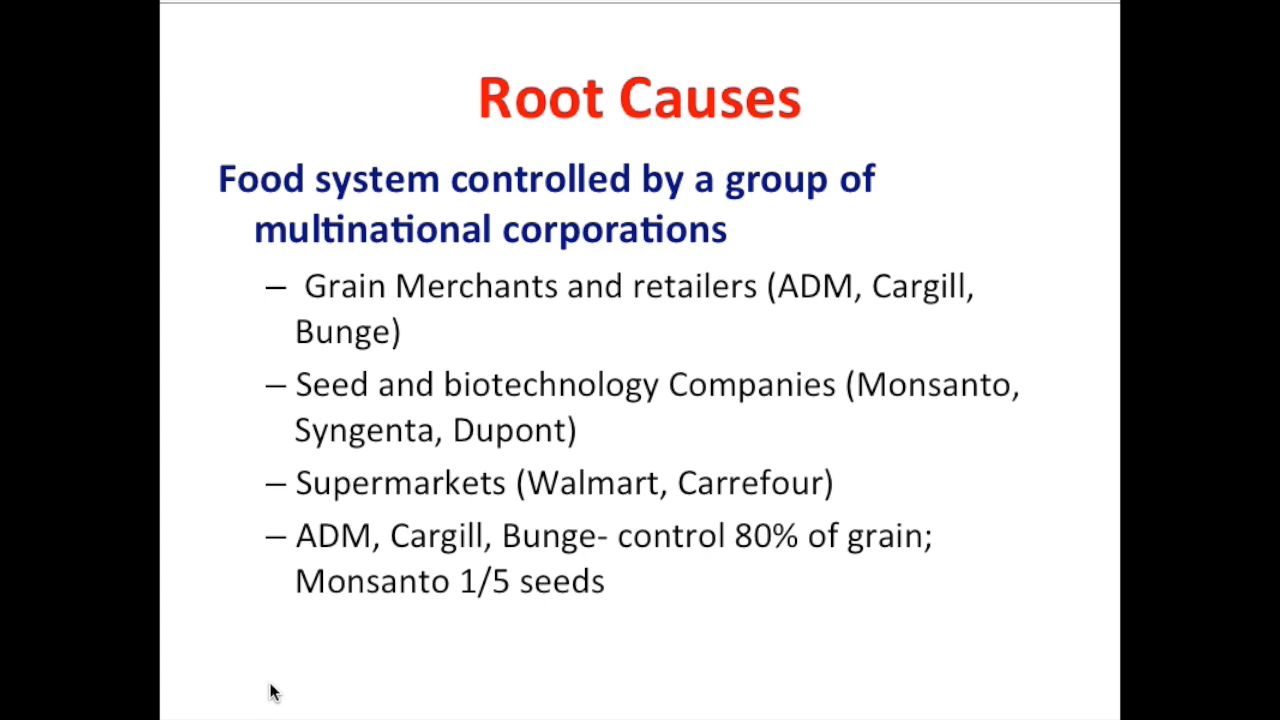 Root Causes
Food system controlled by a group of
multinational corporations
– Grain Merchants and retailers (ADM, Cargill,
Bunge)
– Seed and biotechnology Companies (Monsanto,
Syngenta, Dupont)
– Supermarkets (Walmart, Carrefour)
– ADM, Cargill, Bunge- control 80% of grain;
Monsanto 1/5 seeds